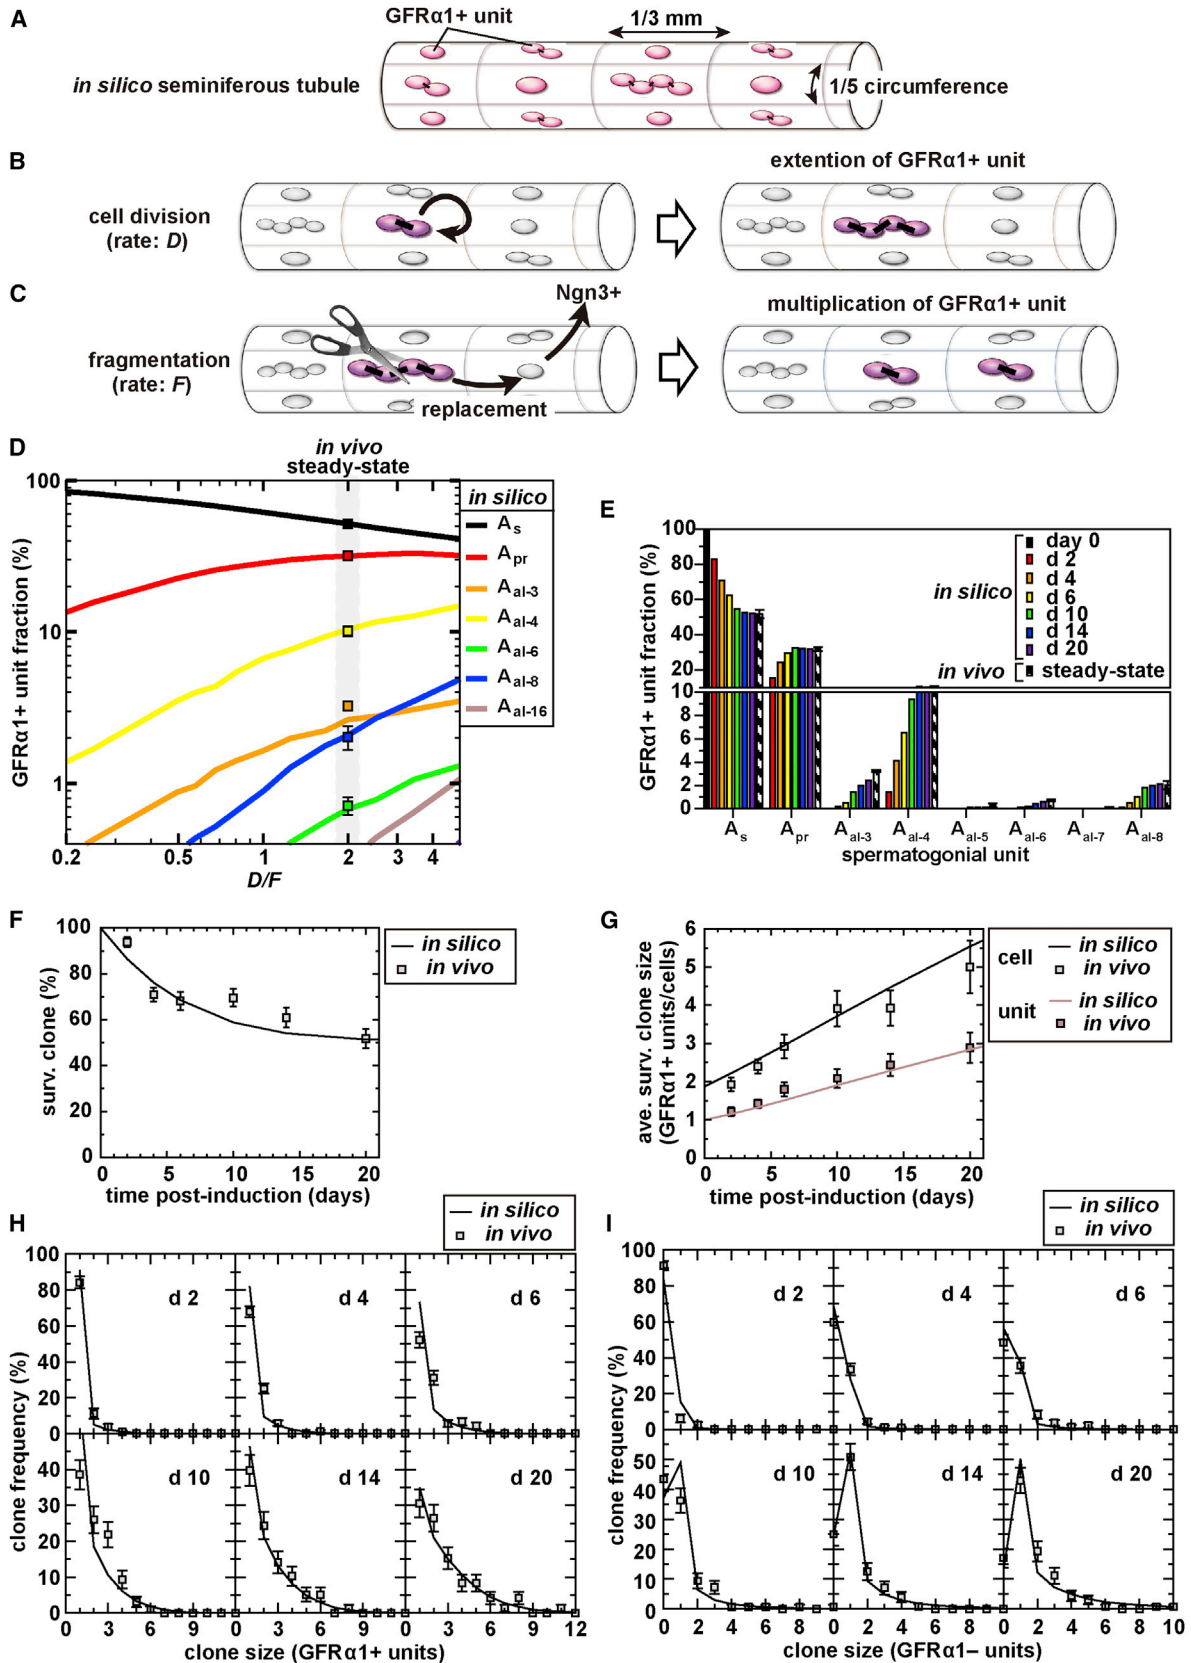 A
GFRα1+ unit
1/3 mm
in silico seminiferous tubule
1/5 circumference
B
extention of GFRα1+ unit
cell division
(rate: D)
C
Ngn3+
multiplication of GFRα1+ unit
fragmentation
(rate: F)
replacement
D
in vivo
steady-state
GFRα1+ unit fraction (%)
100
10
1
0.2
0.5
1
2
3
4
D/F
in silico
As
Apr
Aal-3
Aal-4
Aal-6
Aal-8
Aal-16
E
GFRα1+ unit fraction (%)
100
80
60
40
20
10
8
6
4
2
0
in silico
day 0
d 2
d 4
d 6
d 10
d 14
d 20
in vivo
steady-state
As
Apr
Aal-3
Aal-4
Aal-5
Aal-6
Aal-7
Aal-8
spermatogonial unit
F
surv. clone (%)
100
80
60
40
20
0
0 5 10 15 20
time post-induction (days)
in silico
in vivo
G
ave. surv. clone size
(GFRα1+ units/cells)
6
5
4
3
2
1
0
0 5 10 15 20
time post-induction (days)
cell
in silico
in vivo
unit
in silico
in vivo
H
in silico
in vivo
clone frequency (%)
100
80
60
40
20
0
d 2
d 4
d 6
40
30
20
10
0
d 10
d 14
d 20
0 3 6 9
0 3 6 9
0 3 6 9 12
clone size (GFRα1+ units)
I
in silico
in vivo
clone frequency (%)
100
80
60
40
20
0
d 2
d 4
d 6
50
40
30
20
10
0
d 10
d 14
d 20
0 2 4 6 8
0 2 4 6 8
0 2 4 6 8 10
clone size (GFRα1– units)